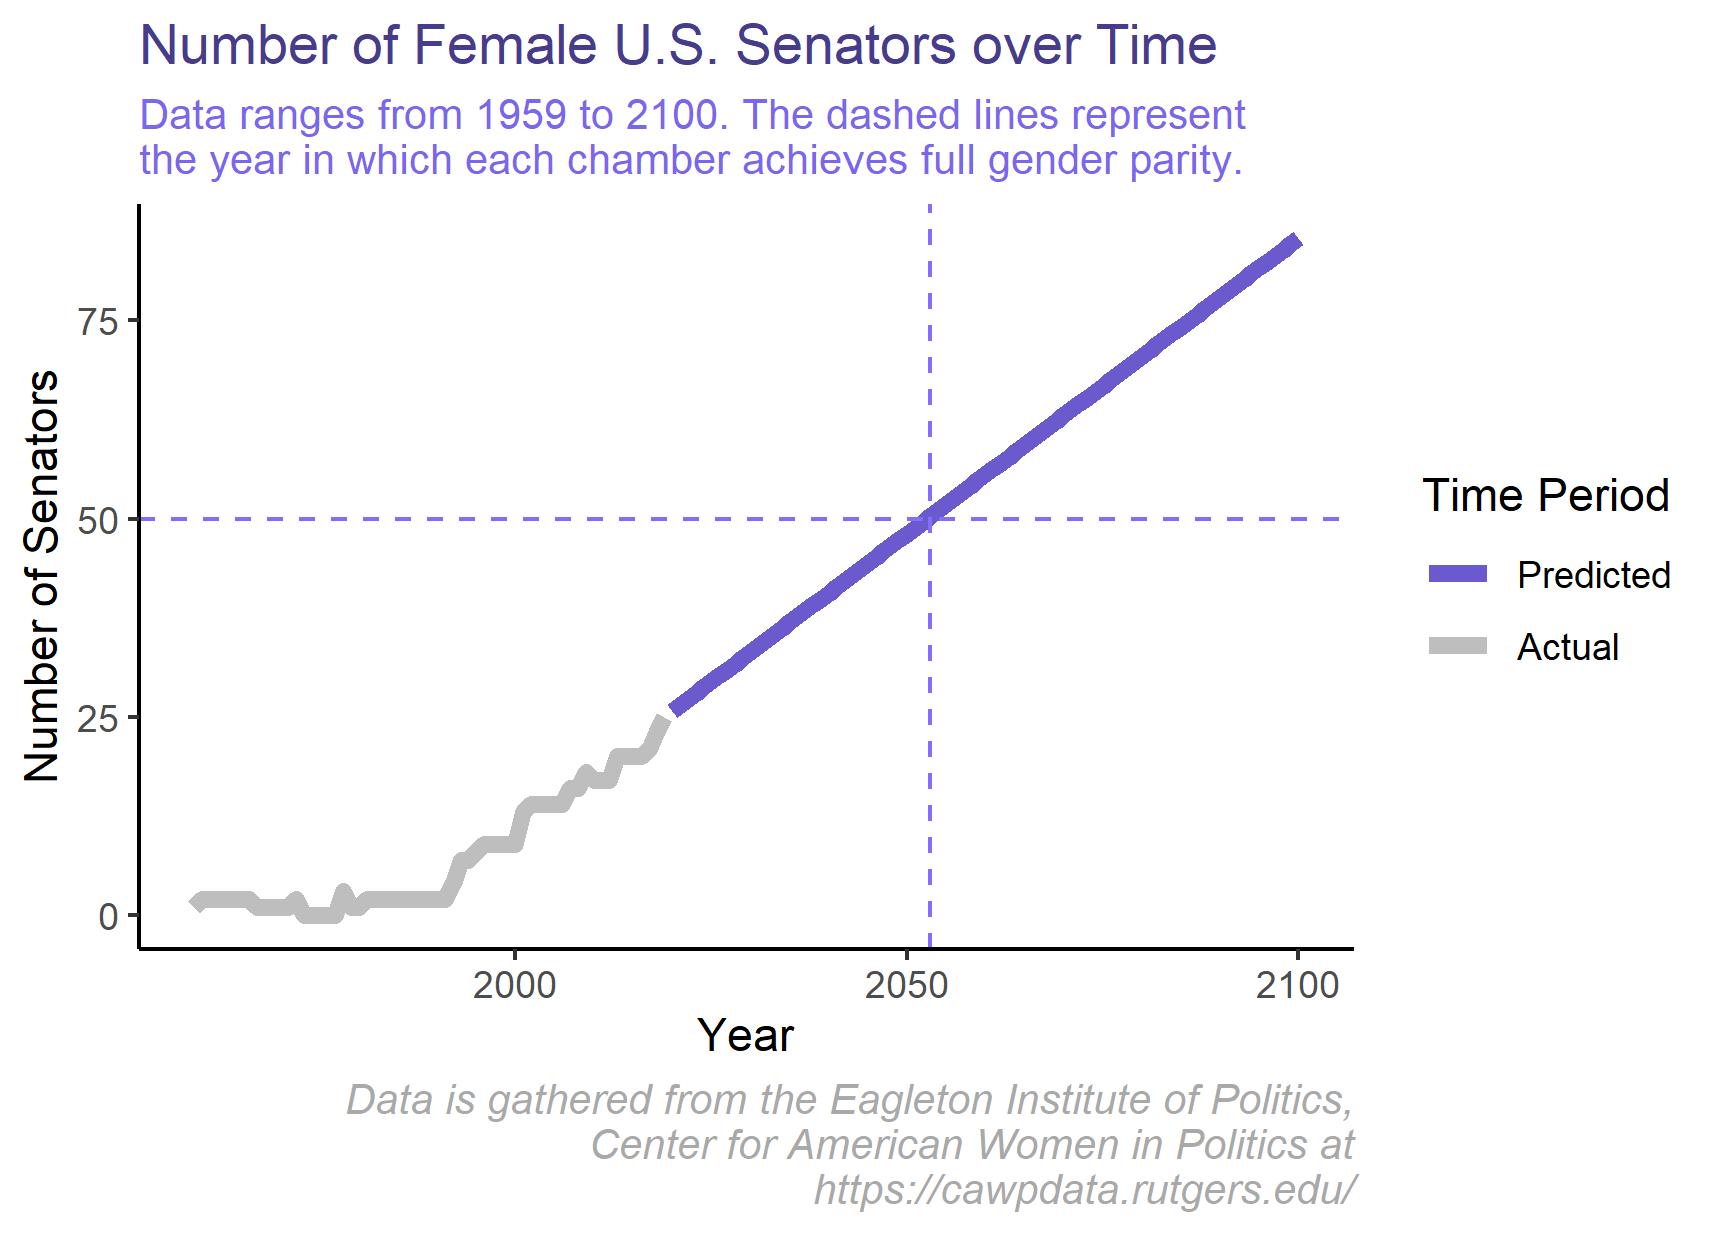 Number of Female U.S. Senators over Time
Data ranges from 1959 to 2100. The dashed lines represent
the year in which each chamber achieves full gender parity.
Number of Senators
75
50
25
0
2000
2050
2100
Year
Time Period
Predicted
Actual
Data is gathered from the Eagleton Institute of Politics,
Center for American Women in Politics at
https://cawpdata.rutgers.edu/